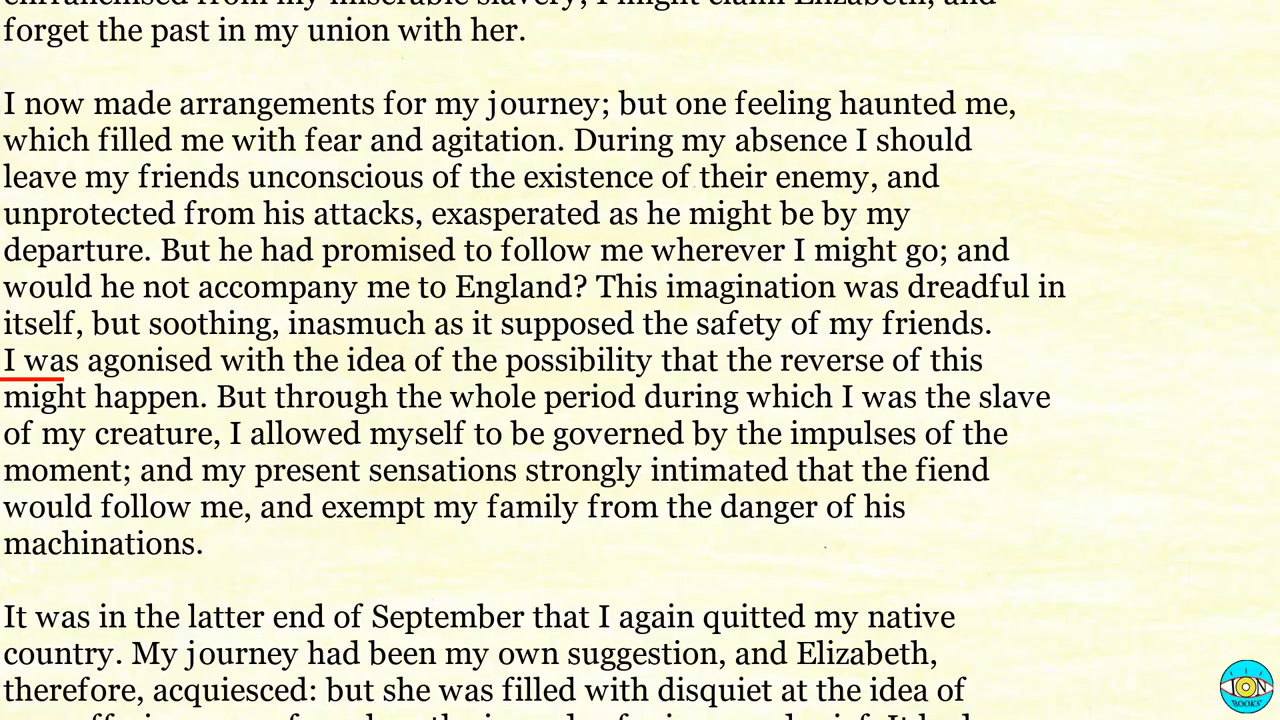 forget the past in my union with her.
I now made arrangements for my journey; but one feeling haunted me,
which filled me with fear and agitation. During my absence I should
leave my friends unconscious of the existence of their enemy, and
unprotected from his attacks, exasperated as he might be by my
departure. But he had promised to follow me wherever I might go; and
would he not accompany me to England? This imagination was dreadful in
itself, but soothing, inasmuch as it supposed the safety of my friends.
I was agonised with the idea of the possibility that the reverse of this
might happen. But through the whole period during which I was the slave
of my creature, I allowed myself to be governed by the impulses of the
moment; and my present sensations strongly intimated that the fiend
would follow me, and exempt my family from the danger of his
machinations.
It was in the latter end of September that I again quitted my native
country. My journey had been my own suggestion, and Elizabeth,
therefore, acquiesced: but she was filled with disquiet at the idea of
ION
BOOKS